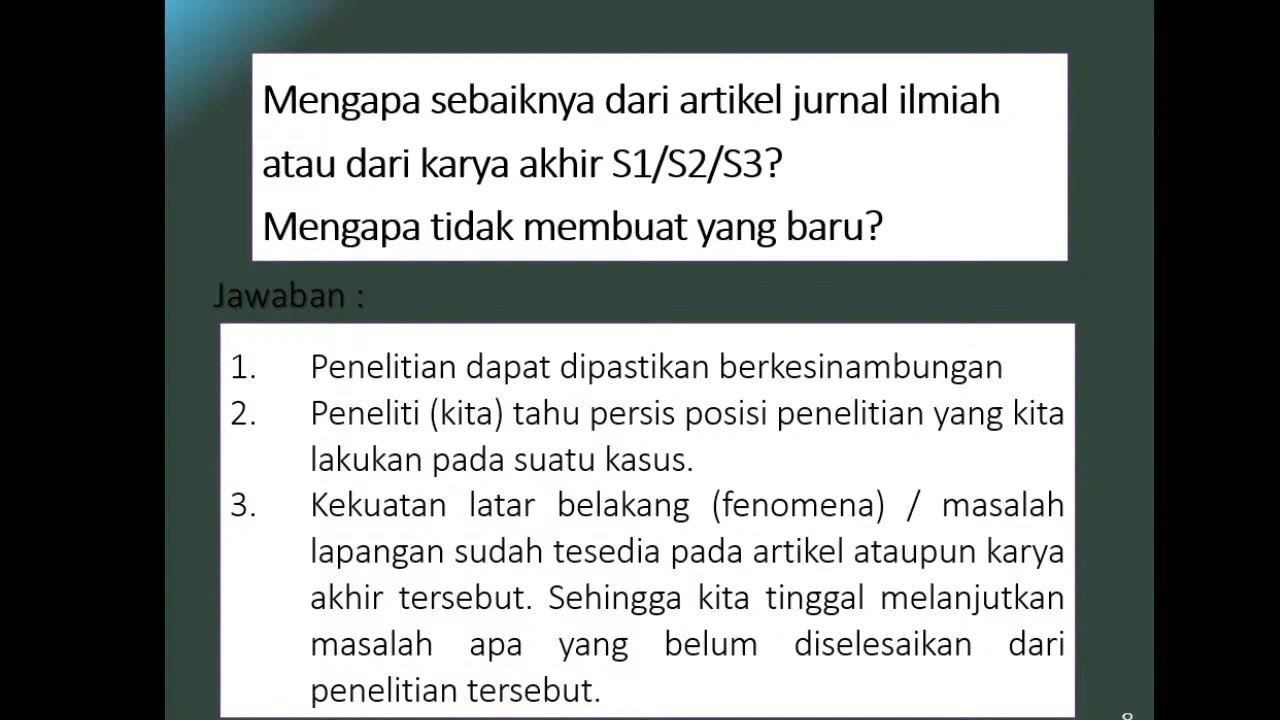 Mengapa sebaiknya dari artikel jurnal ilmiah
atau dari karya akhir S1/S2/S3?
Mengapa tidak membuat yang baru?
Jawaban :
1. Penelitian dapat dipastikan berkesinambungan
2. Peneliti (kita) tahu persis posisi penelitian yang kita
lakukan pada suatu kasus.
3. Kekuatan latar belakang (fenomena) / masalah
lapangan sudah tesedia pada artikel ataupun karya
akhir tersebut. Sehingga kita tinggal melanjutkan
masalah apa yang belum diselesaikan dari
penelitian tersebut.